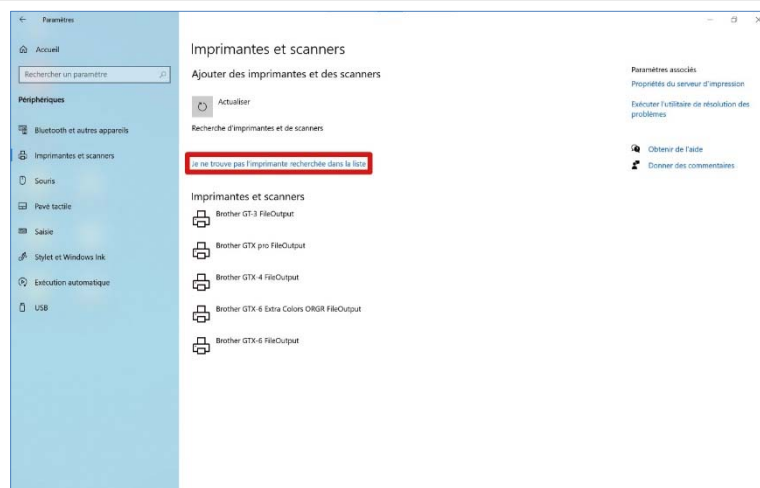 Paramètres
Accueil
Rechercher un paramètre
Périphériques
Bluetooth et autres appareils
Imprimantes et scanners
Souris
Pavé tactile
Saisie
Stylet et Windows Ink
Exécution automatique
USB
Imprimantes et scanners
Ajouter des imprimantes et des scanners
Actualiser
Recherche d'imprimantes et de scanners
Je ne trouve pas l'imprimante recherchée dans la liste
Imprimantes et scanners
Brother GT-3 FileOutput
Brother GTX pro FileOutput
Brother GTX-4 FileOutput
Brother GTX-6 Extra Colors ORGR FileOutput
Brother GTX-6 FileOutput
Paramètres associés
Propriétés du serveur d'impression
Exécuter l'utilitaire de résolution des
problèmes
Obtenir de l'aide
Donner des commentaires